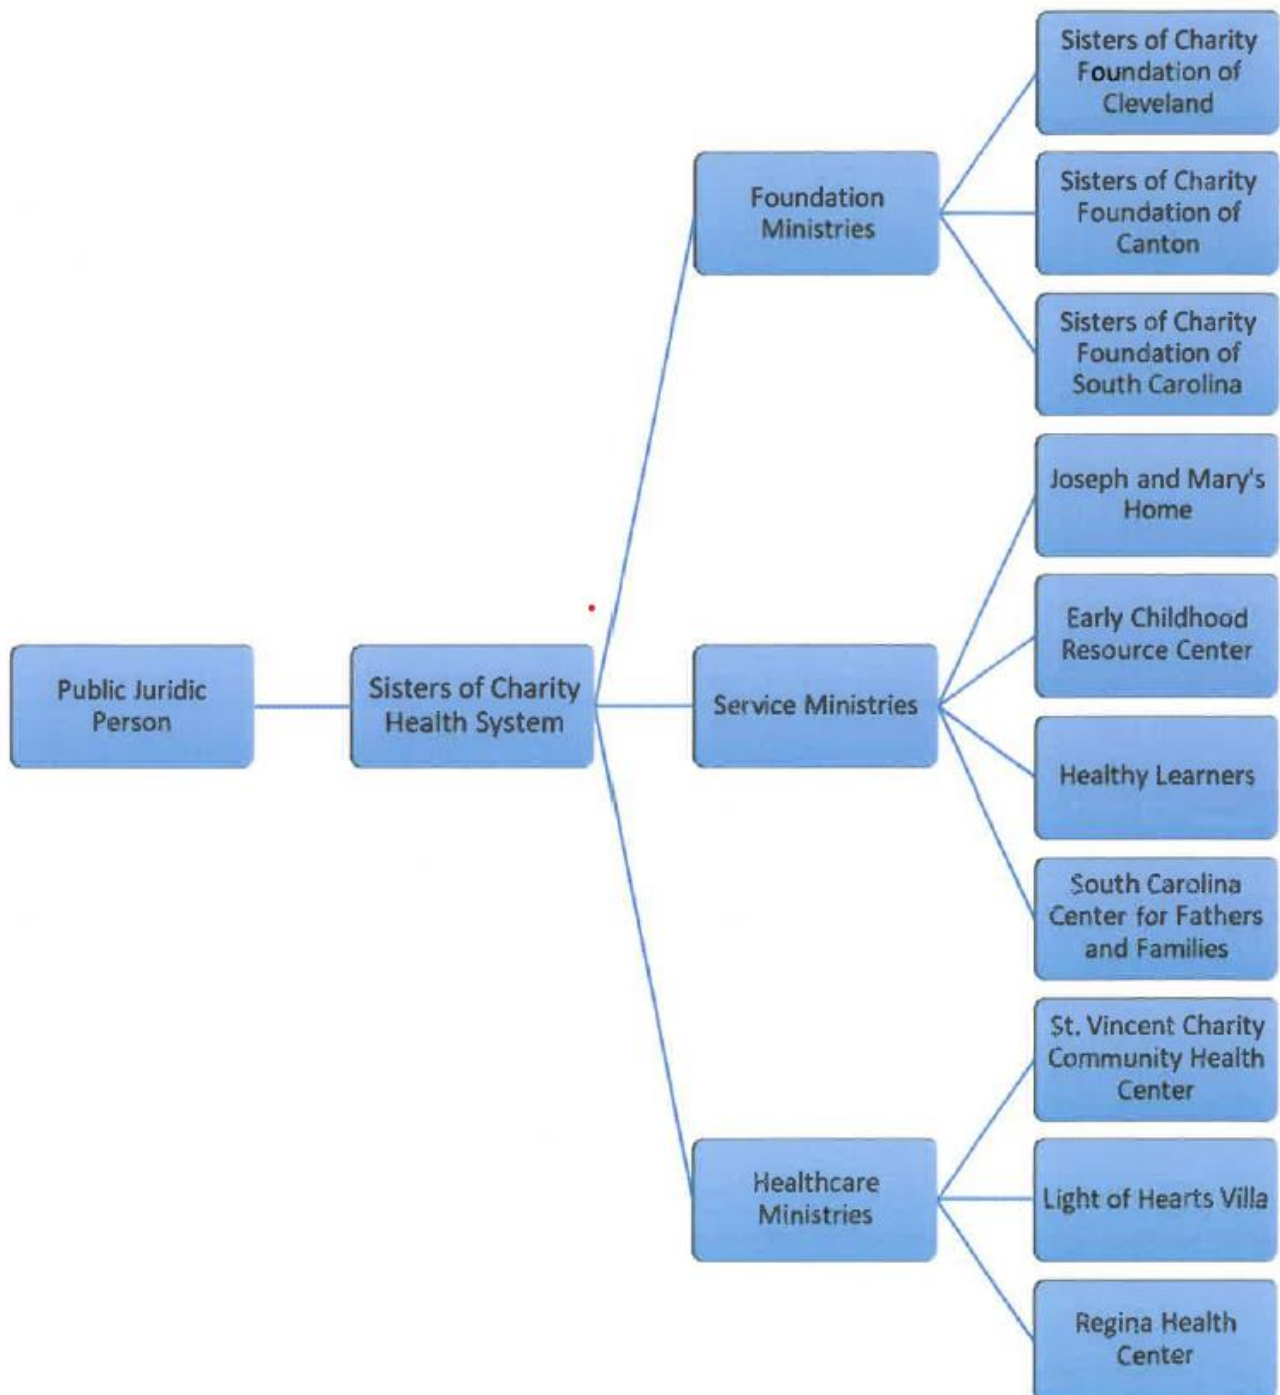 Sisters of Charity
Foundation of
Cleveland
Foundation
Ministries
Sisters of Charity
Foundation of
Canton
Sisters of Charity
Foundation of
South Carolina
Joseph and Mary's
Home
Early Childhood
Resource Center
Public Juridic
Person
Sisters of Charity
Health System
Service Ministries
Healthy Learners
South Carolina
Center for Fathers
and Families
St. Vincent Charity
Community Health
Center
Healthcare
Ministries
Light of Hearts Villa
Regina Health
Center